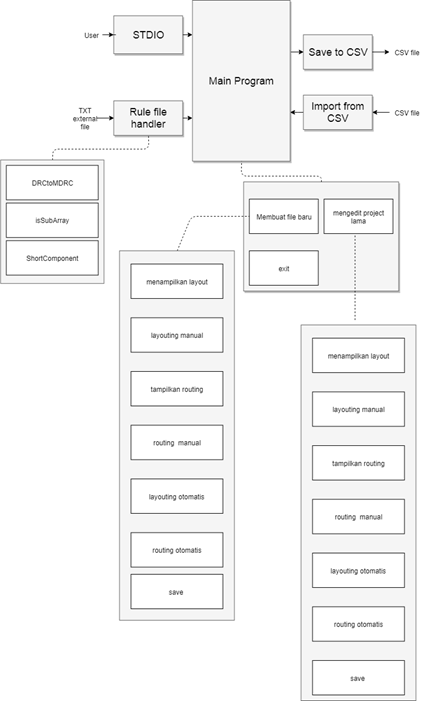 User
STDIO
Main Program
Save to CSV
CSV file
TXT
external
file
Rule file
handler
Import from
CSV
CSV file
DRCtoMDRC
isSubArray
ShortComponent
Membuat file baru
mengedit project
lama
exit
menampilkan layout
layouting manual
tampilkan routing
routing manual
layouting otomatis
routing otomatis
save
menampilkan layout
layouting manual
tampilkan routing
routing manual
layouting otomatis
routing otomatis
save